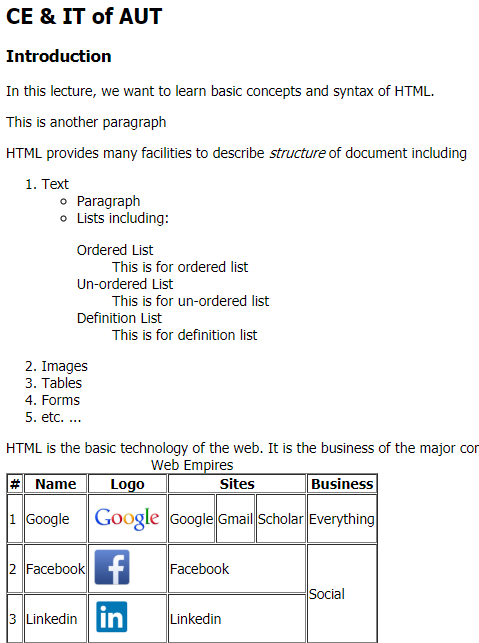 CE & IT of AUT
Introduction
In this lecture, we want to learn basic concepts and syntax of HTML.
This is another paragraph
HTML provides many facilities to describe structure of document including
1. Text
Paragraph
Lists including:
Ordered List
This is for ordered list
Un-ordered List
This is for un-ordered list
Definition List
This is for definition list
2. Images
3. Tables
4. Forms
5. etc. ...
HTML is the basic technology of the web. It is the business of the major
Web Empires
# Name Logo Sites Business
1 Google Google Google Gmail Scholar Everything
2 Facebook f Facebook
Social
3 Linkedin in Linkedin